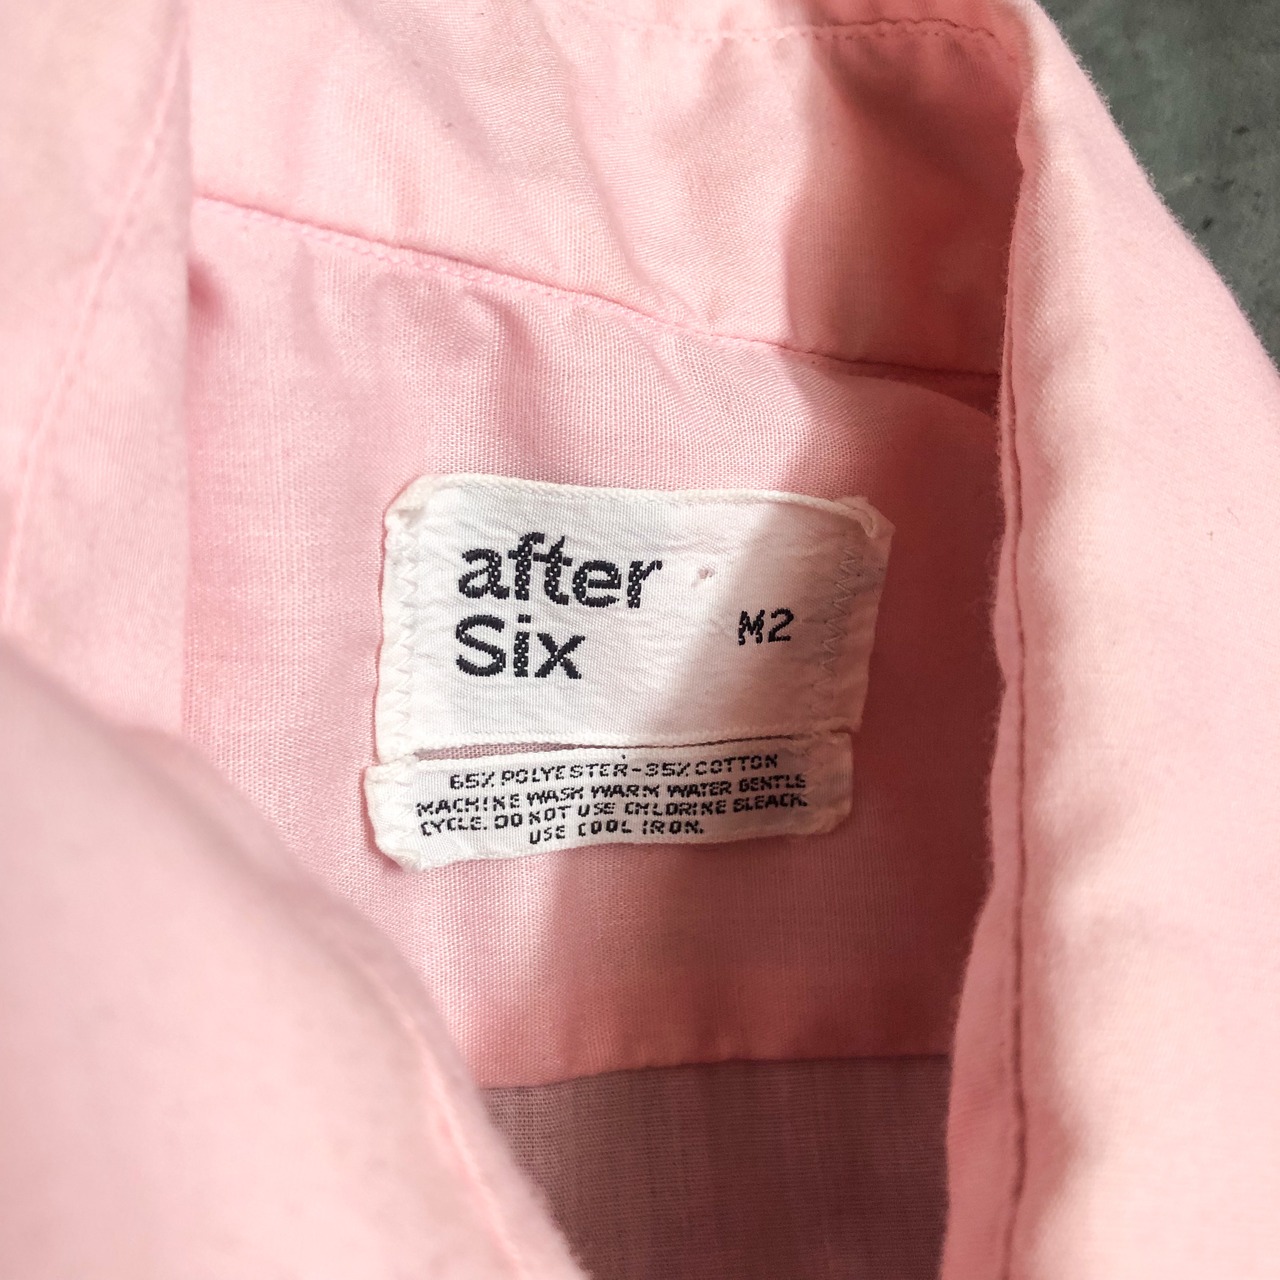 after
Six
M2
65% POLYESTER-35% COTTON
MACHINE WASH WARM WATER GENTLE
CYCLE. DO NOT USE CHLORINE BLEACH.
USE COOL IRON.